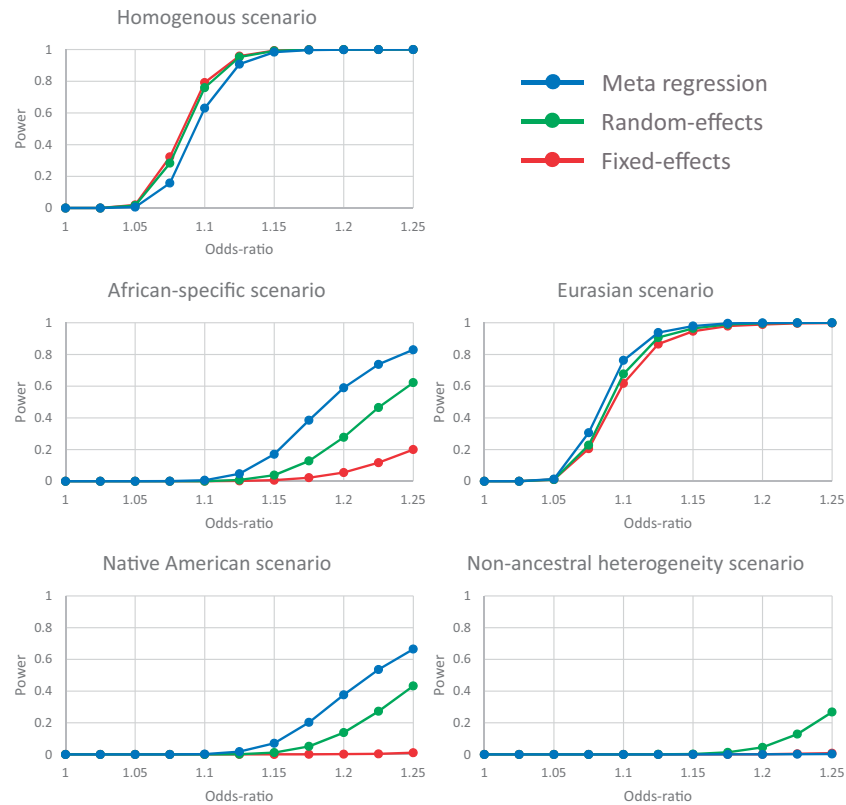 Homogenous scenario
1
0.8
0.6
0.4
0.2
0
Power
1 1.05 1.1 1.15 1.2 1.25
Odds-ratio
Meta regression
Random-effects
Fixed-effects
African-specific scenario
1
0.8
0.6
0.4
0.2
0
Power
1 1.05 1.1 1.15 1.2 1.25
Odds-ratio
Eurasian scenario
1
0.8
0.6
0.4
0.2
0
Power
1 1.05 1.1 1.15 1.2 1.25
Odds-ratio
Native American scenario
1
0.8
0.6
0.4
0.2
0
Power
1 1.05 1.1 1.15 1.2 1.25
Odds-ratio
Non-ancestral heterogeneity scenario
1
0.8
0.6
0.4
0.2
0
Power
1 1.05 1.1 1.15 1.2 1.25
Odds-ratio